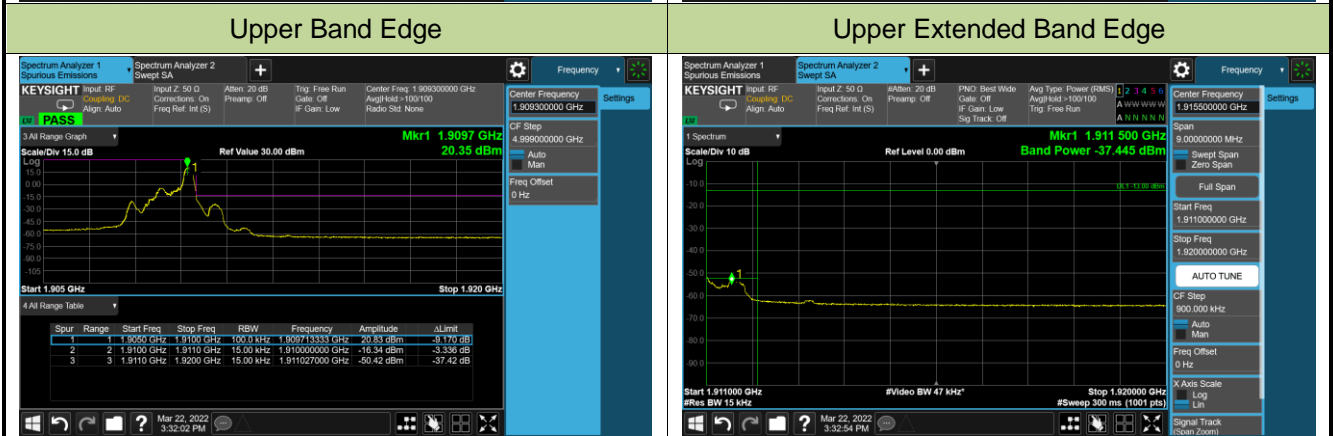 Upper Band Edge
Upper Extended Band Edge
Spectrum Analyzer 1
Spurious Emissions
Spectrum Analyzer 2
Swept SA
+
Frequency
KEYSIGHT
Input: RF
Coupling: DC
Align: Auto
Input Z: 50 Ω
Corrections: On
Freq Ref: Int (S)
Atten: 20 dB
Preamp: Off
Trig: Free Run
Gate: Off
IF Gain: Low
Center Freq: 1.909300000 GHz
Avg|Hold:>100/100
Radio Std: None
LXI
PASS
3 All Range Graph
Mkr1 1.9097 GHz
Scale/Div 15.0 dB
Ref Value 30.00 dBm
20.35 dBm
Log
15.0
0.00
-15.0
-30.0
-45.0
-60.0
-75.0
-90.0
-105
1
Start 1.905 GHz
Stop 1.920 GHz
4 All Range Table
Spur Range Start Freq Stop Freq RBW Frequency Amplitude ΔLimit
1 1 1.9050 GHz 1.9100 GHz 100.0 kHz 1.909713333 GHz 20.83 dBm -9.170 dB
2 2 1.9100 GHz 1.9110 GHz 15.00 kHz 1.910000000 GHz -16.34 dBm -3.336 dB
3 3 1.9110 GHz 1.9200 GHz 15.00 kHz 1.911027000 GHz -50.42 dBm -37.42 dB
Center Frequency
1.909300000 GHz
CF Step
4.999000000 GHz
Auto
Man
Freq Offset
0 Hz
Settings
?
Mar 22, 2022
3:32:02 PM
Spectrum Analyzer 1
Spurious Emissions
Spectrum Analyzer 2
Swept SA
+
Frequency
KEYSIGHT
Input: RF
Coupling: DC
Align: Auto
Input Z: 50 Ω
Corrections: On
Freq Ref: Int (S)
#Atten: 20 dB
Preamp: Off
PNO: Best Wide
Gate: Off
IF Gain: Low
Sig Track: Off
Avg Type: Power (RMS)
Avg|Hold:>100/100
Trig: Free Run
1 2 3 4 5 6
A W W W W W
A N N N N N
LXI
1 Spectrum
Mkr1 1.911 500 GHz
Scale/Div 10 dB
Ref Level 0.00 dBm
Band Power -37.445 dBm
Log
DL1 -13.00 dBm
-10.0
-20.0
-30.0
-40.0
-50.0
-60.0
-70.0
-80.0
-90.0
1
Start 1.911000 GHz
#Video BW 47 kHz*
Stop 1.920000 GHz
#Res BW 15 kHz
#Sweep 300 ms (1001 pts)
Center Frequency
1.915500000 GHz
Span
9.00000000 MHz
Swept Span
Zero Span
Full Span
Start Freq
1.911000000 GHz
Stop Freq
1.920000000 GHz
AUTO TUNE
CF Step
900.000 kHz
Auto
Man
Freq Offset
0 Hz
X Axis Scale
Log
Lin
Signal Track
(Span Zoom)
Settings
?
Mar 22, 2022
3:32:54 PM